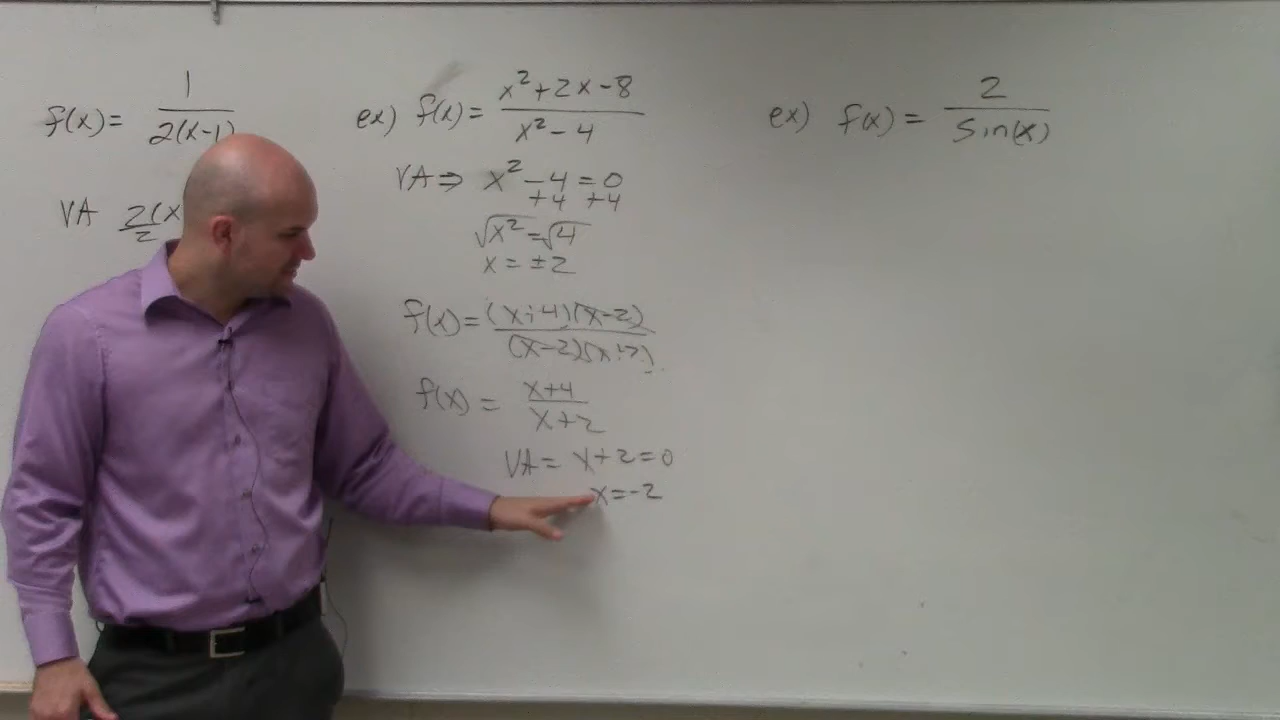 f(x) = 1 / 2(x-1)
VA 2(x / 2
ex) f(x) = x²+2x-8 / x²-4
VA ⇒ x²-4=0
+4 +4
√x² = √4
x = ±2
f(x) = (x+4)(x-2) / (x-2)(x+2)
f(x) = x+4 / x+2
VA = x+2=0
x=-2
ex) f(x) = 2 / sin(x)